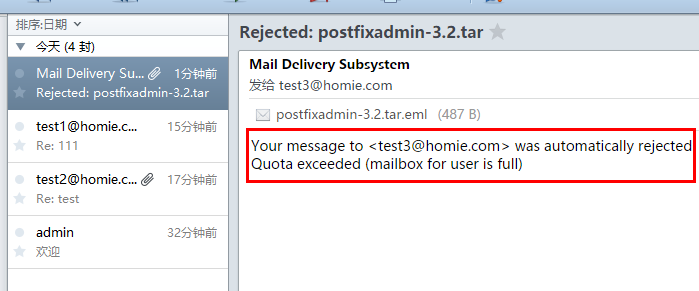 排序:日期
今天 (4 封)
Mail Delivery Su... 1分钟前
Rejected: postfixadmin-3.2.tar
test1@homie.c... 15分钟前
Re: 111
test2@homie.c... 17分钟前
Re: test
admin 32分钟前
欢迎
Rejected: postfixadmin-3.2.tar
Mail Delivery Subsystem
发给 test3@homie.com
postfixadmin-3.2.tar.eml (487 B)
Your message to <test3@homie.com> was automatically rejected
Quota exceeded (mailbox for user is full)